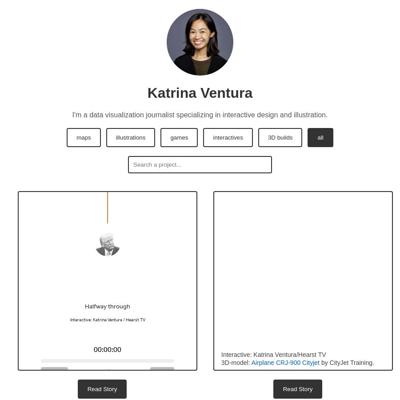 Katrina Ventura
I'm a data visualization journalist specializing in interactive design and illustration.
maps
illustrations
games
interactives
3D builds
all
Search a project...
Halfway through
Interactive: Katrina Ventura / Hearst TV
00:00:00
Interactive: Katrina Ventura/Hearst TV
3D-model: Airplane CRJ-900 Cityjet by CityJet Training.
Read Story
Read Story